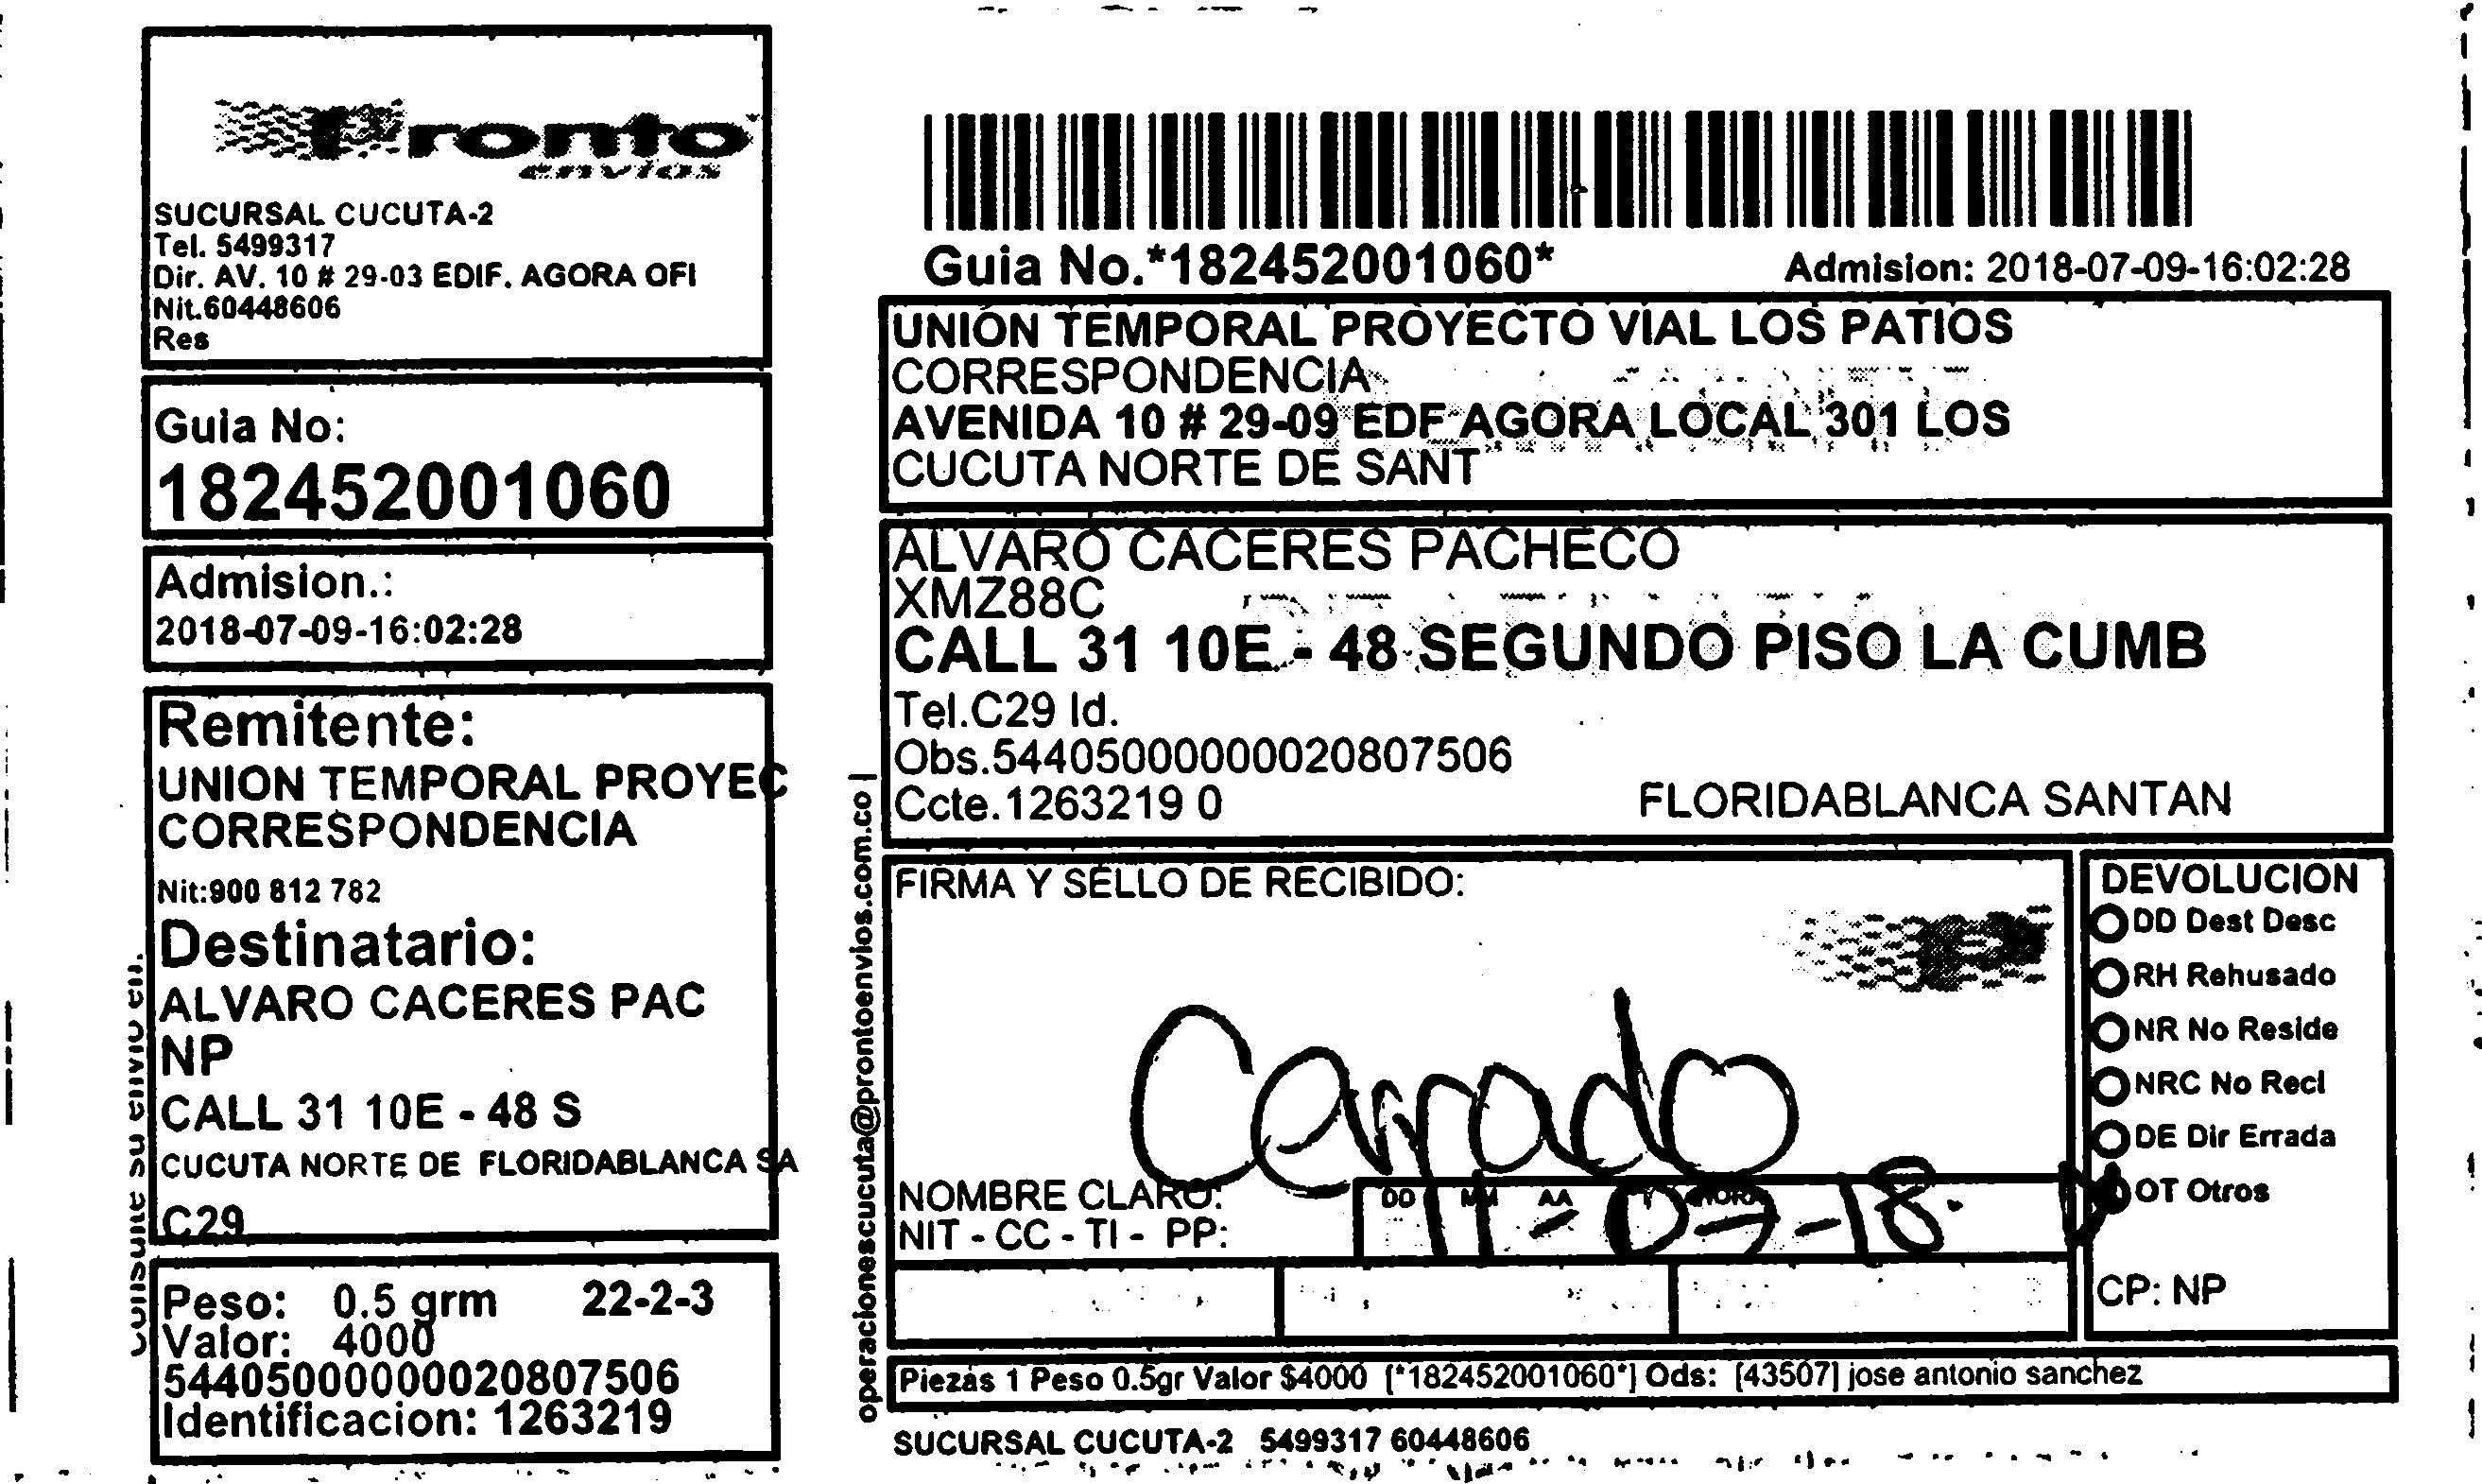 Pronto
envios
SUCURSAL CUCUTA-2
Tel. 5499317
Dir. AV. 10 # 29-03 EDIF. AGORA OFI
Nit.60448606
Res
Guia No:
182452001060
Admision.:
2018-07-09-16:02:28
Remitente:
UNION TEMPORAL PROYEC
CORRESPONDENCIA
Nit:900 812 782
Destinatario:
ALVARO CACERES PAC
NP
CALL 31 10E - 48 S
CUCUTA NORTE DE FLORIDABLANCA SA
C29
Peso: 0.5 grm 22-2-3
Valor: 4000
544050000000020807506
Identificacion: 1263219
su envio en.
operacionescucuta@prontoenvios.com.co |
Guia No.*182452001060*
Admision: 2018-07-09-16:02:28
UNION TEMPORAL PROYECTO VIAL LOS PATIOS
CORRESPONDENCIA
AVENIDA 10 # 29-09 EDF AGORA LOCAL 301 LOS
CUCUTA NORTE DE SANT
ALVARO CACERES PACHECO
XMZ88C
CALL 31 10E - 48 SEGUNDO PISO LA CUMB
Tel.C29 Id.
Obs.544050000000020807506
Ccte.1263219 0
FLORIDABLANCA SANTAN
FIRMA Y SELLO DE RECIBIDO:
Cerrado
NOMBRE CLARO:
NIT - CC - TI - PP:
DD MM AA HORA
11-07-18.
DEVOLUCION
DD Dest Desc
RH Rehusado
NR No Reside
NRC No Recl
DE Dir Errada
OT Otros
CP: NP
Piezas 1 Peso 0.5gr Valor $4000 [*182452001060*] Ods: [43507] jose antonio sanchez
SUCURSAL CUCUTA-2 5499317 60448606